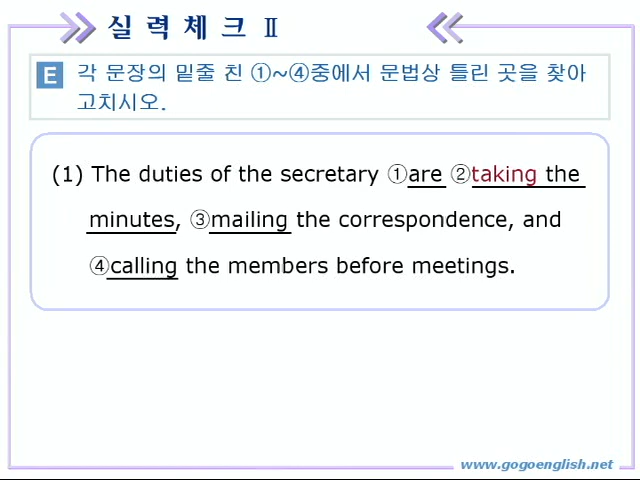 실력체크 Ⅱ
E 각 문장의 밑줄 친 ①~④중에서 문법상 틀린 곳을 찾아
고치시오.
(1) The duties of the secretary ①are ②taking the
minutes, ③mailing the correspondence, and
④calling the members before meetings.
www.gogoenglish.net